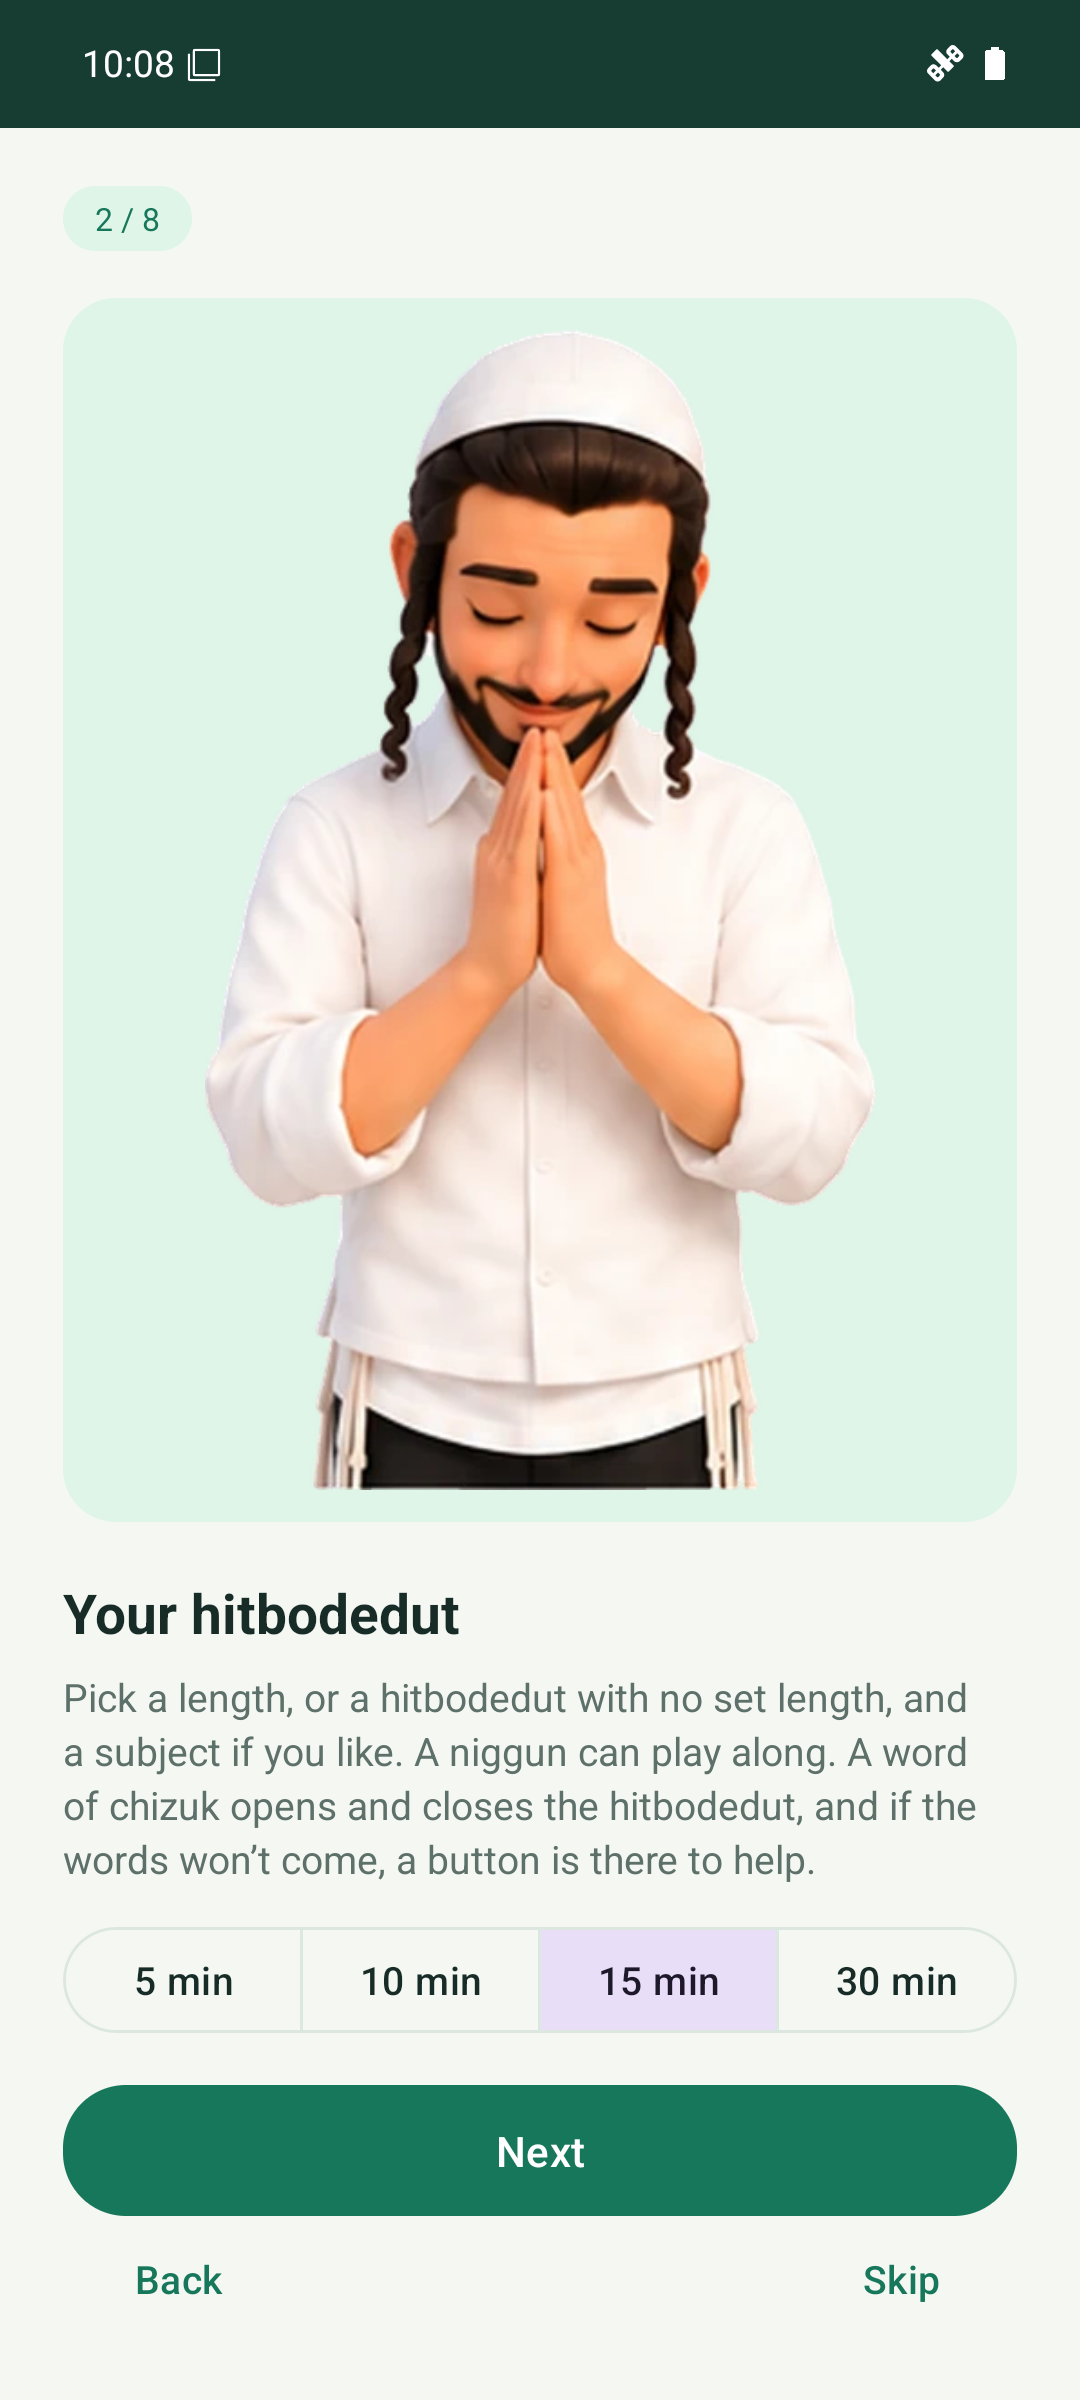 10:08
2 / 8
Your hitbodedut
Pick a length, or a hitbodedut with no set length, and
a subject if you like. A niggun can play along. A word
of chizuk opens and closes the hitbodedut, and if the
words won’t come, a button is there to help.
5 min
10 min
15 min
30 min
Next
Back
Skip